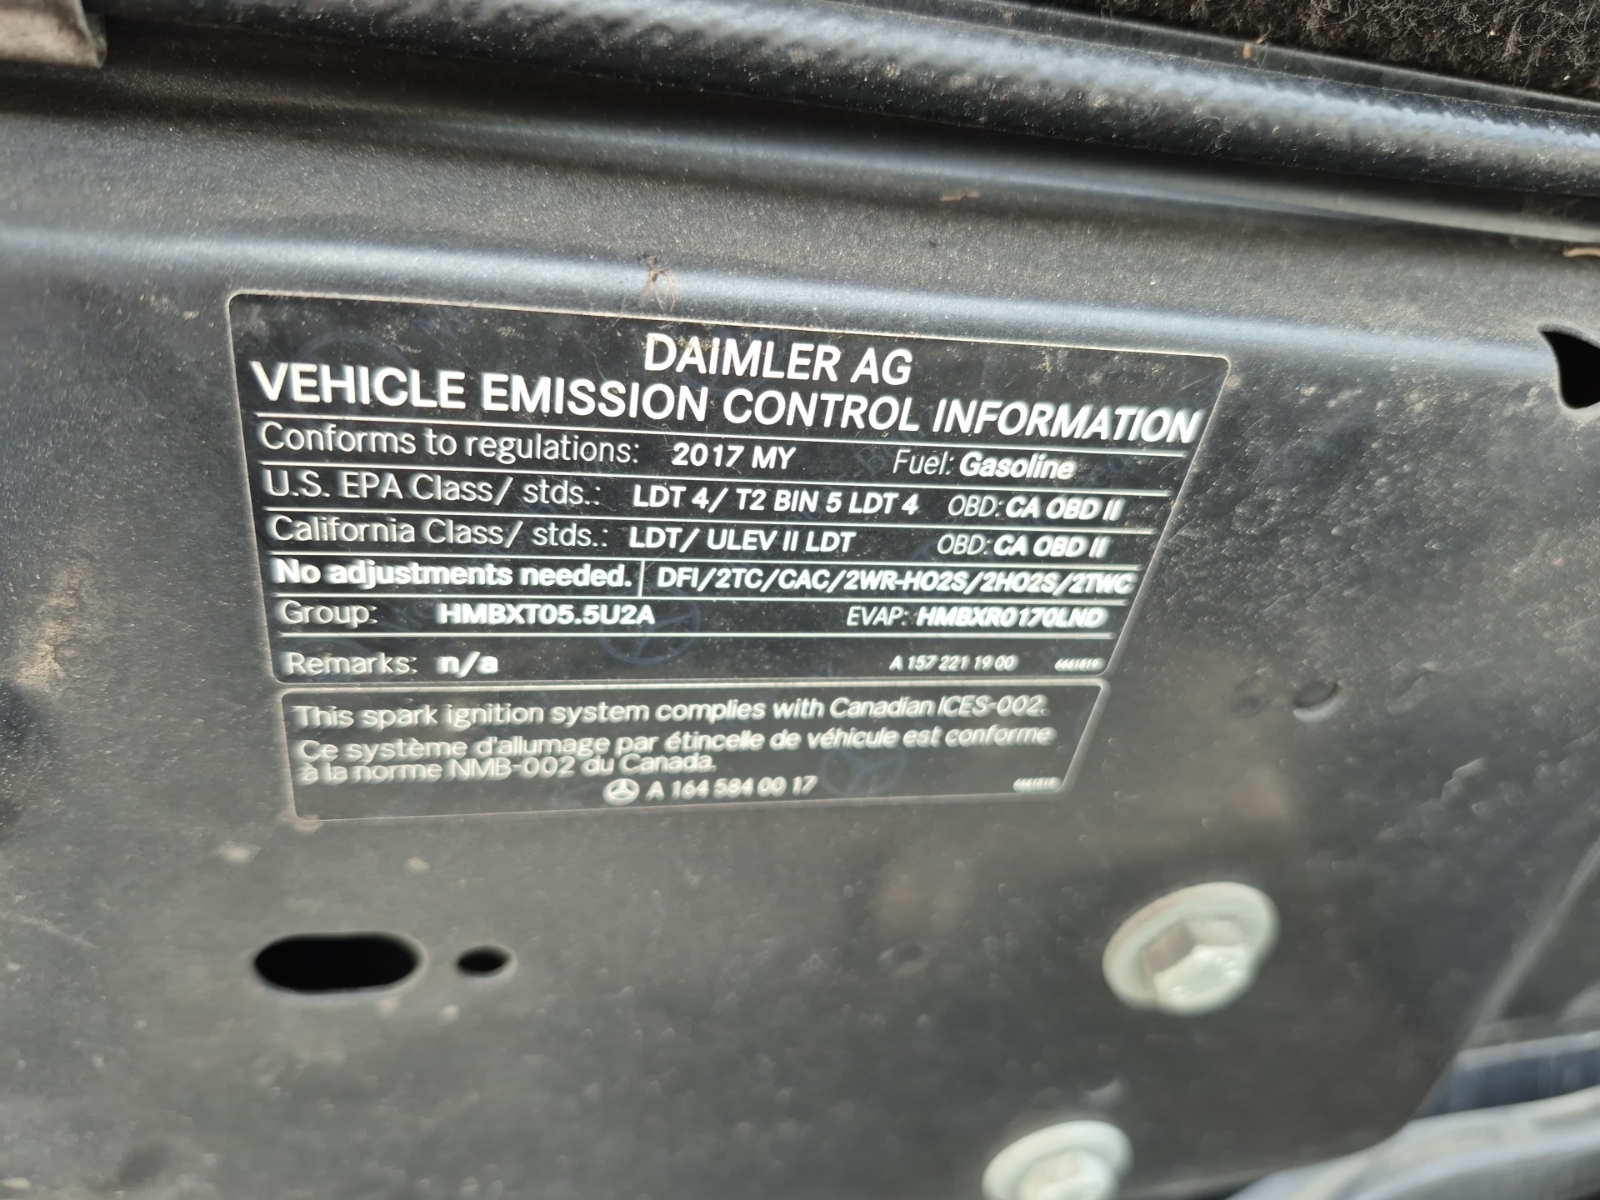 DAIMLER AG
VEHICLE EMISSION CONTROL INFORMATION
Conforms to regulations: 2017 MY Fuel: Gasoline
U.S. EPA Class/ stds.: LDT 4/ T2 BIN 5 LDT 4 OBD: CA OBD II
California Class/ stds.: LDT/ ULEV II LDT OBD: CA OBD II
No adjustments needed. DFI/2TC/CAC/2WR-HO2S/2HO2S/2TWC
Group: HMBXT05.5U2A EVAP: HMBXR0170LND
Remarks: n/a A 157 221 19 00
This spark ignition system complies with Canadian ICES-002.
Ce système d'allumage par étincelle de véhicule est conforme
à la norme NMB-002 du Canada.
A 164 584 00 17